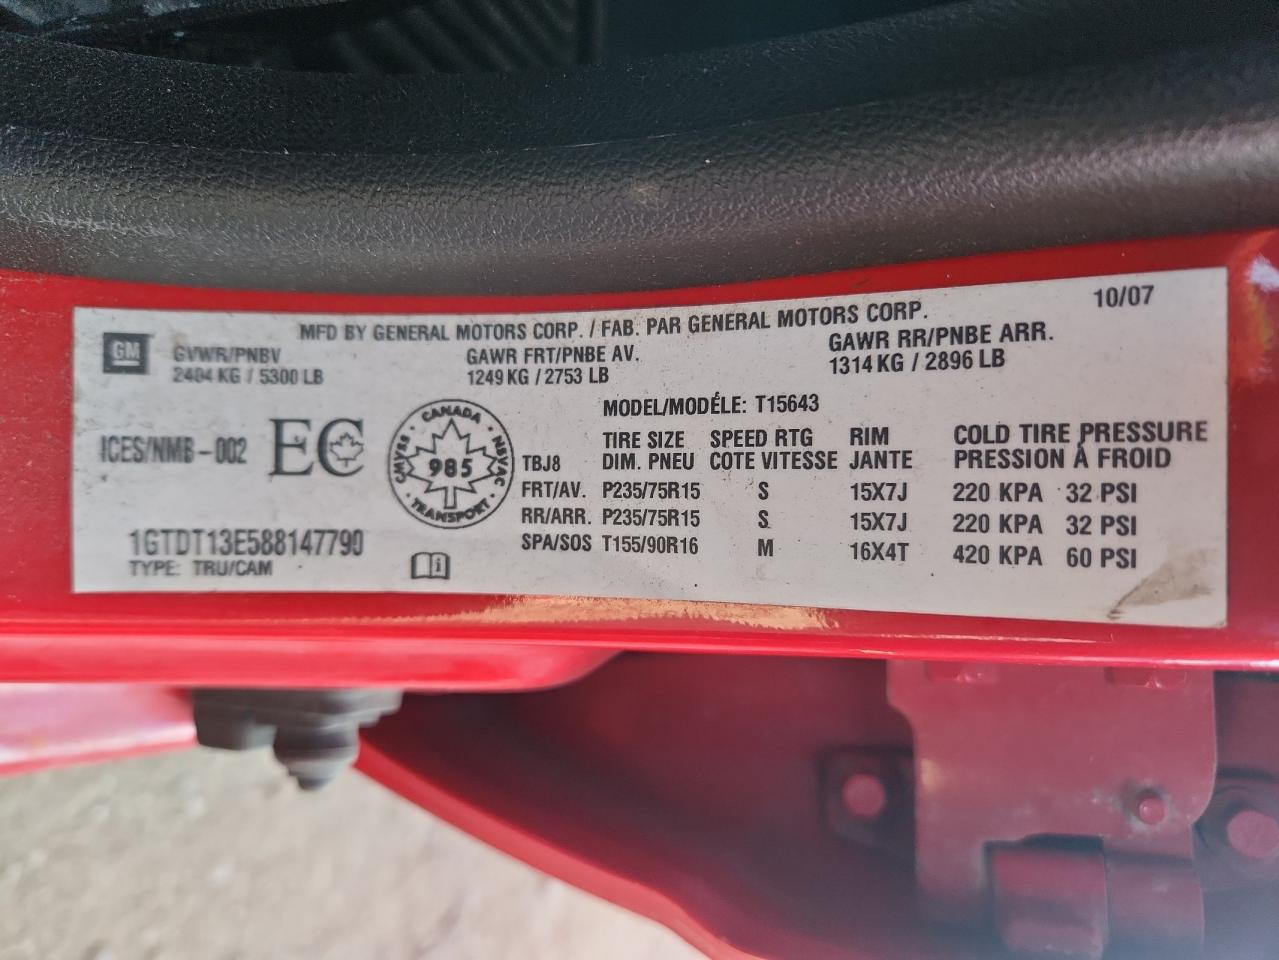 MFD BY GENERAL MOTORS CORP. / FAB. PAR GENERAL MOTORS CORP.
10/07
GM
GVWR/PNBV
GAWR FRT/PNBE AV.
GAWR RR/PNBE ARR.
2404 KG / 5300 LB
1249 KG / 2753 LB
1314 KG / 2896 LB
MODEL/MODÉLE: T15643
ICES/NMB-002
EC
CANADA
CMVSS
NSVAC
985
TRANSPORT
TIRE SIZE SPEED RTG RIM COLD TIRE PRESSURE
TBJ8 DIM. PNEU COTE VITESSE JANTE PRESSION À FROID
FRT/AV. P235/75R15 S 15X7J 220 KPA 32 PSI
RR/ARR. P235/75R15 S 15X7J 220 KPA 32 PSI
SPA/SOS T155/90R16 M 16X4T 420 KPA 60 PSI
1GTDT13E588147790
TYPE: TRU/CAM